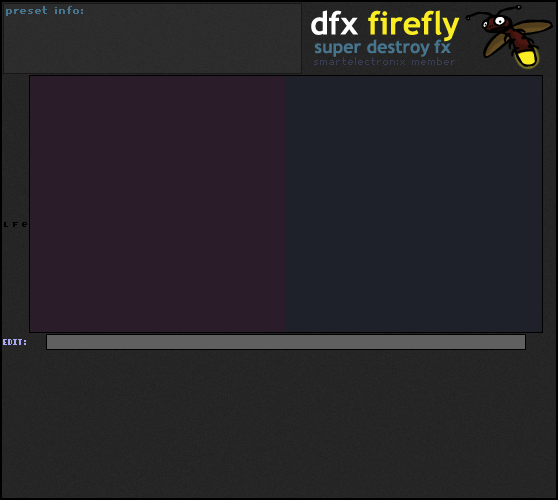 preset info:
dfx firefly
super destroy fx
smartelectronix member
L F O
EDIT: